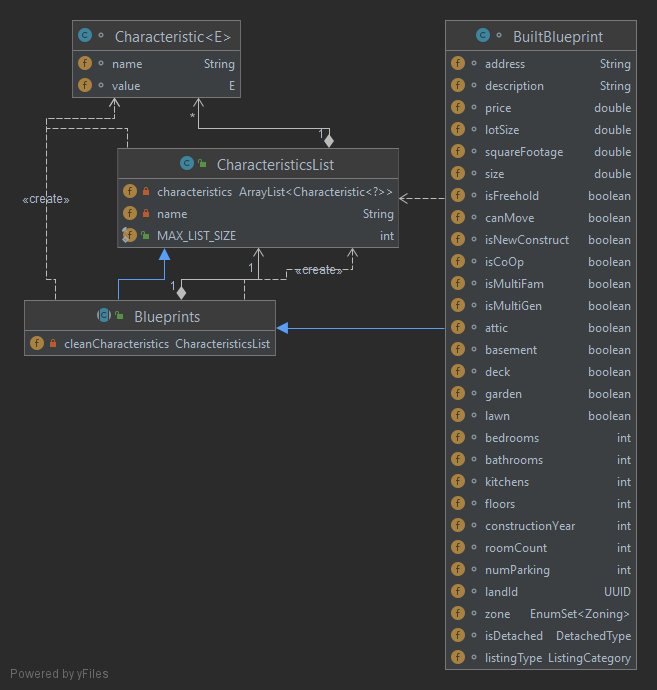 Characteristic<E>
name String
value E
*
1
«create»
CharacteristicsList
characteristics ArrayList<Characteristic<?>>
name String
MAX_LIST_SIZE int
1
1
«create»
Blueprints
cleanCharacteristics CharacteristicsList
BuiltBlueprint
address String
description String
price double
lotSize double
squareFootage double
size double
isFreehold boolean
canMove boolean
isNewConstruct boolean
isCoOp boolean
isMultiFam boolean
isMultiGen boolean
attic boolean
basement boolean
deck boolean
garden boolean
lawn boolean
bedrooms int
bathrooms int
kitchens int
floors int
constructionYear int
roomCount int
numParking int
landId UUID
zone EnumSet<Zoning>
isDetached DetachedType
listingType ListingCategory
Powered by yFiles